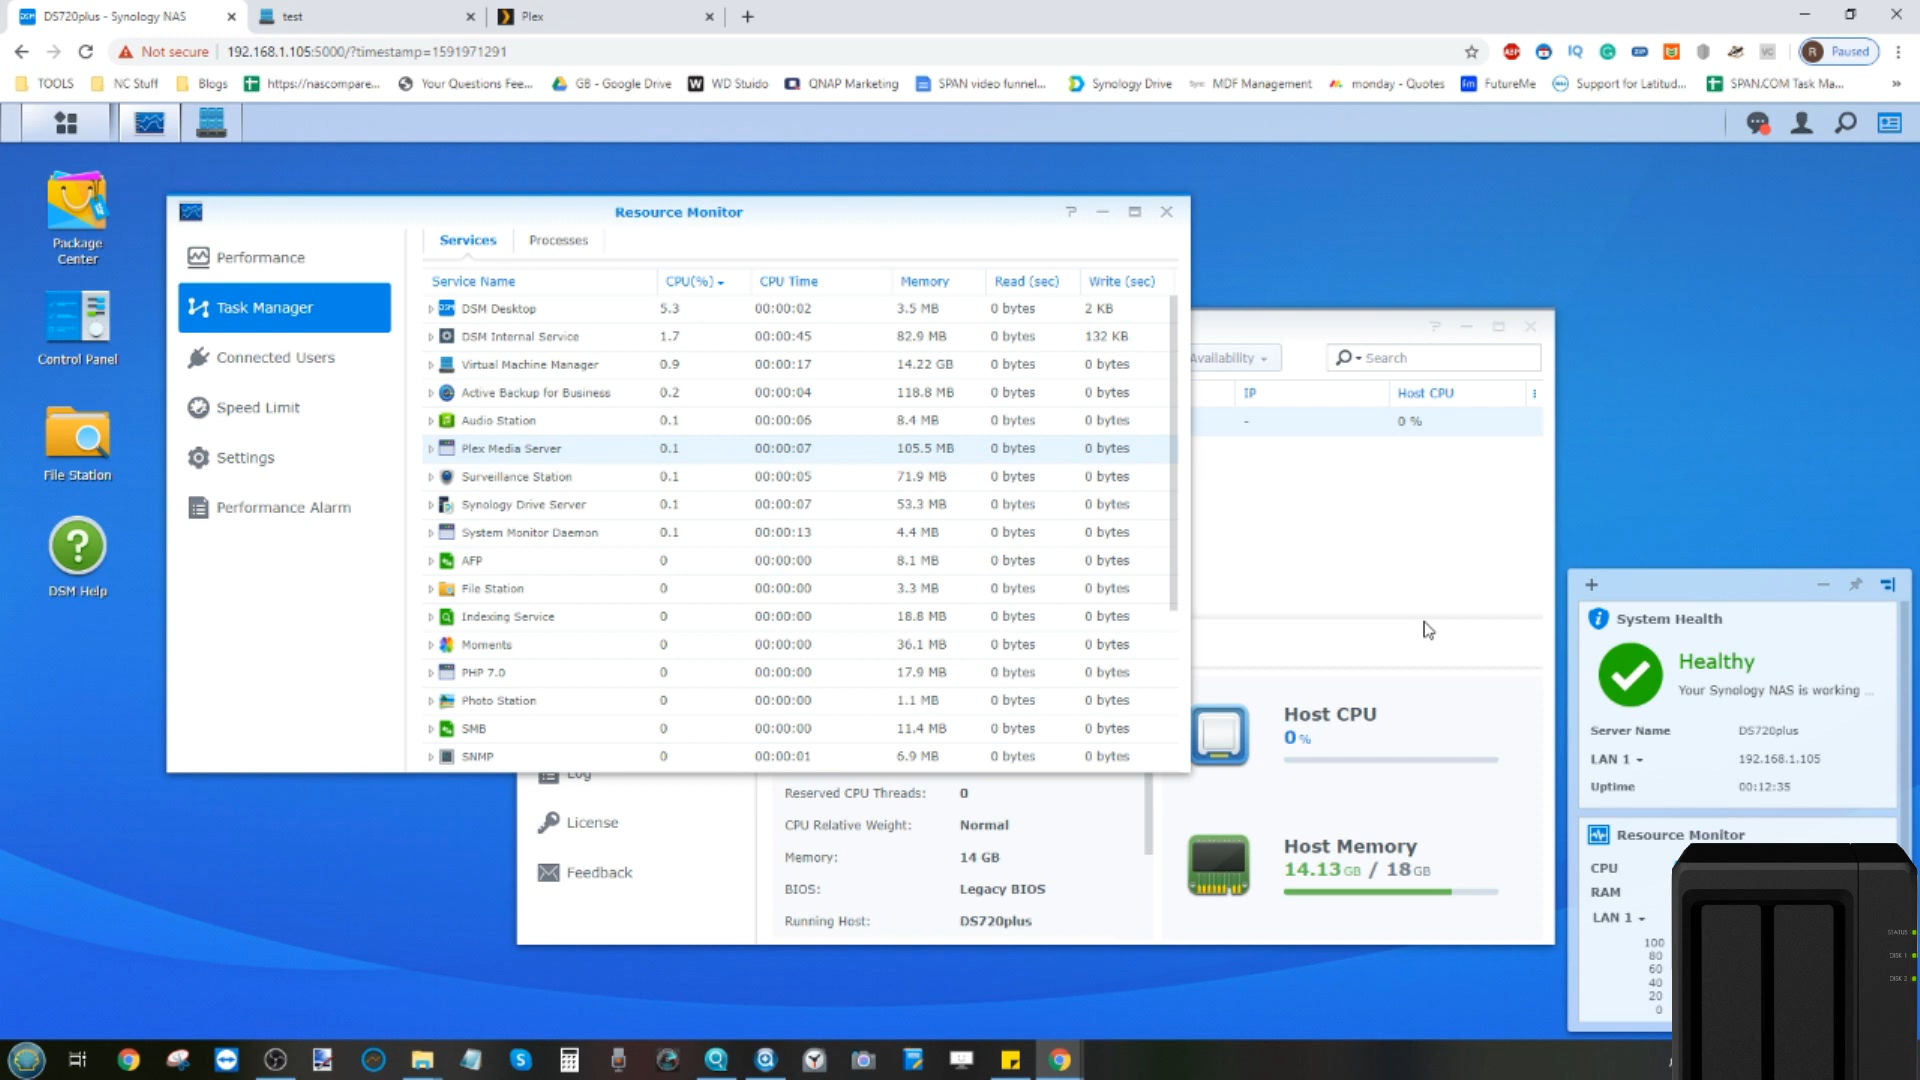 DS720plus - Synology NAS
test
Plex
Not secure
192.168.1.105:5000/?timestamp=1591971291
ABP
IQ
VC
R
Paused
TOOLS
NC Stuff
Blogs
https://nascompare...
Your Questions Fee...
GB - Google Drive
WD Stuido
QNAP Marketing
SPAN video funnel...
Synology Drive
MDF Management
monday - Quotes
FutureMe
Support for Latitud...
SPAN.COM Task Ma...
»
Package
Center
Control Panel
File Station
DSM Help
Resource Monitor
Performance
Task Manager
Connected Users
Speed Limit
Settings
Performance Alarm
Services
Processes
Service Name CPU(%) CPU Time Memory Read (sec) Write (sec)
DSM Desktop 5.3 00:00:02 3.5 MB 0 bytes 2 KB
DSM Internal Service 1.7 00:00:45 82.9 MB 0 bytes 132 KB
Virtual Machine Manager 0.9 00:00:17 14.22 GB 0 bytes 0 bytes
Active Backup for Business 0.2 00:00:04 118.8 MB 0 bytes 0 bytes
Audio Station 0.1 00:00:06 8.4 MB 0 bytes 0 bytes
Plex Media Server 0.1 00:00:07 105.5 MB 0 bytes 0 bytes
Surveillance Station 0.1 00:00:05 71.9 MB 0 bytes 0 bytes
Synology Drive Server 0.1 00:00:07 53.3 MB 0 bytes 0 bytes
System Monitor Daemon 0.1 00:00:13 4.4 MB 0 bytes 0 bytes
AFP 0 00:00:00 8.1 MB 0 bytes 0 bytes
File Station 0 00:00:00 3.3 MB 0 bytes 0 bytes
Indexing Service 0 00:00:00 18.8 MB 0 bytes 0 bytes
Moments 0 00:00:00 36.1 MB 0 bytes 0 bytes
PHP 7.0 0 00:00:00 17.9 MB 0 bytes 0 bytes
Photo Station 0 00:00:00 1.1 MB 0 bytes 0 bytes
SMB 0 00:00:00 11.4 MB 0 bytes 0 bytes
SNMP 0 00:00:01 6.9 MB 0 bytes 0 bytes
Availability
Search
IP
Host CPU
-
0 %
Log
License
Feedback
Reserved CPU Threads: 0
CPU Relative Weight: Normal
Memory: 14 GB
BIOS: Legacy BIOS
Running Host: DS720plus
Host CPU
0 %
Host Memory
14.13 GB / 18 GB
System Health
Healthy
Your Synology NAS is working ...
Server Name DS720plus
LAN 1 192.168.1.105
Uptime 00:12:35
Resource Monitor
CPU
RAM
LAN 1
100
80
60
40
20
0
STATUS
DISK 1
DISK 2